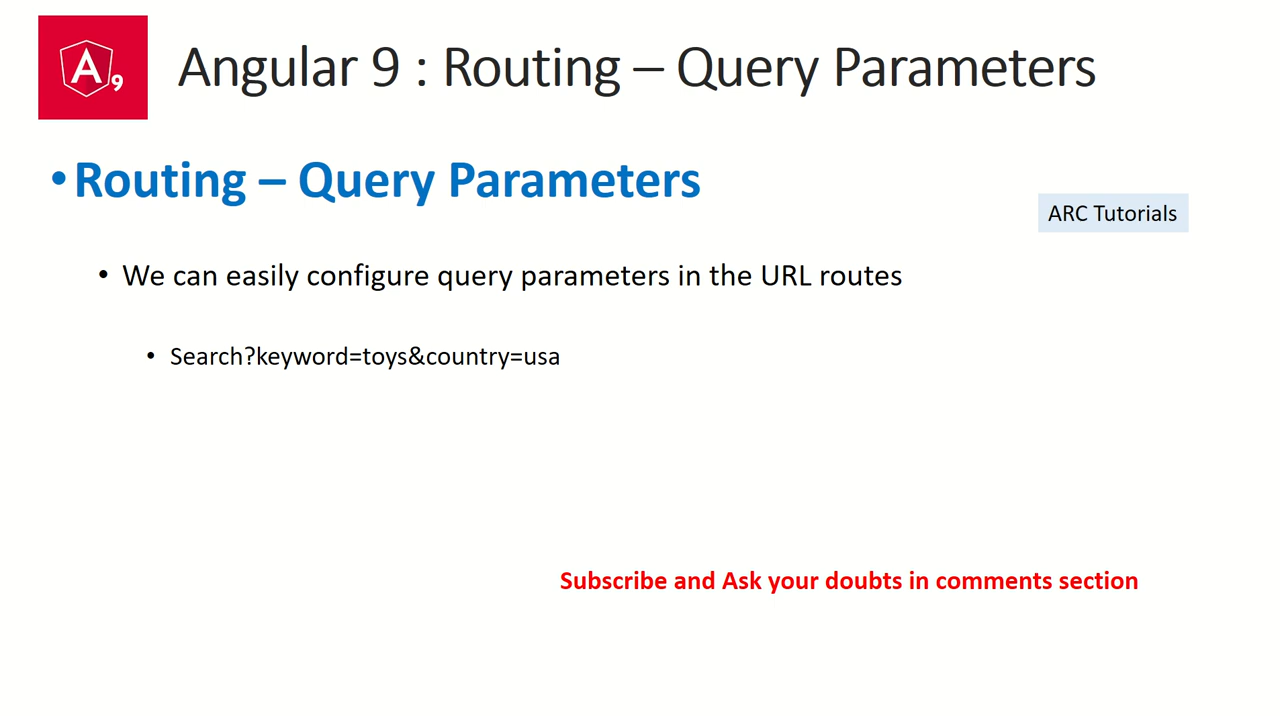 A9
Angular 9 : Routing – Query Parameters
•Routing – Query Parameters
ARC Tutorials
• We can easily configure query parameters in the URL routes
• Search?keyword=toys&country=usa
Subscribe and Ask your doubts in comments section